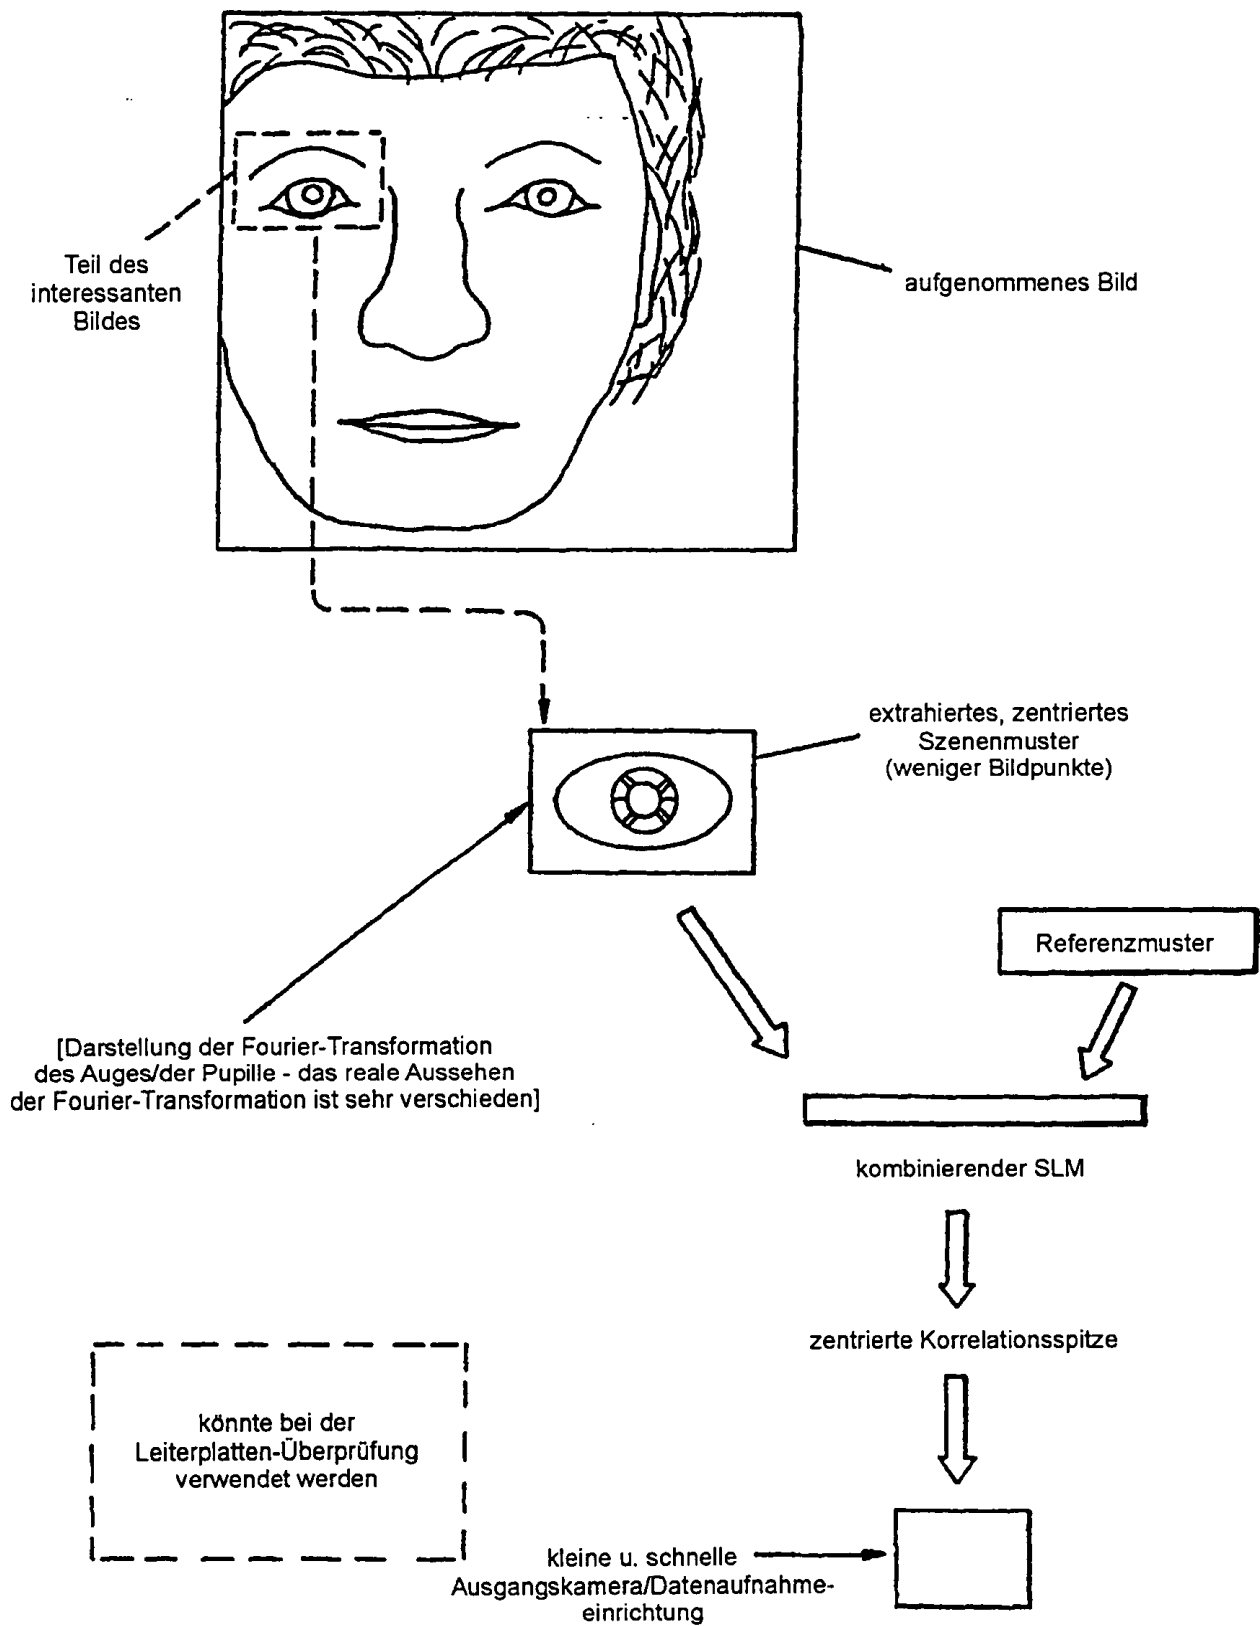 Teil des
interessanten
Bildes
aufgenommenes Bild
extrahiertes, zentriertes
Szenenmuster
(weniger Bildpunkte)
Referenzmuster
[Darstellung der Fourier-Transformation
des Auges/der Pupille - das reale Aussehen
der Fourier-Transformation ist sehr verschieden]
kombinierender SLM
zentrierte Korrelationsspitze
könnte bei der
Leiterplatten-Überprüfung
verwendet werden
kleine u. schnelle
Ausgangskamera/Datenaufnahme-
einrichtung